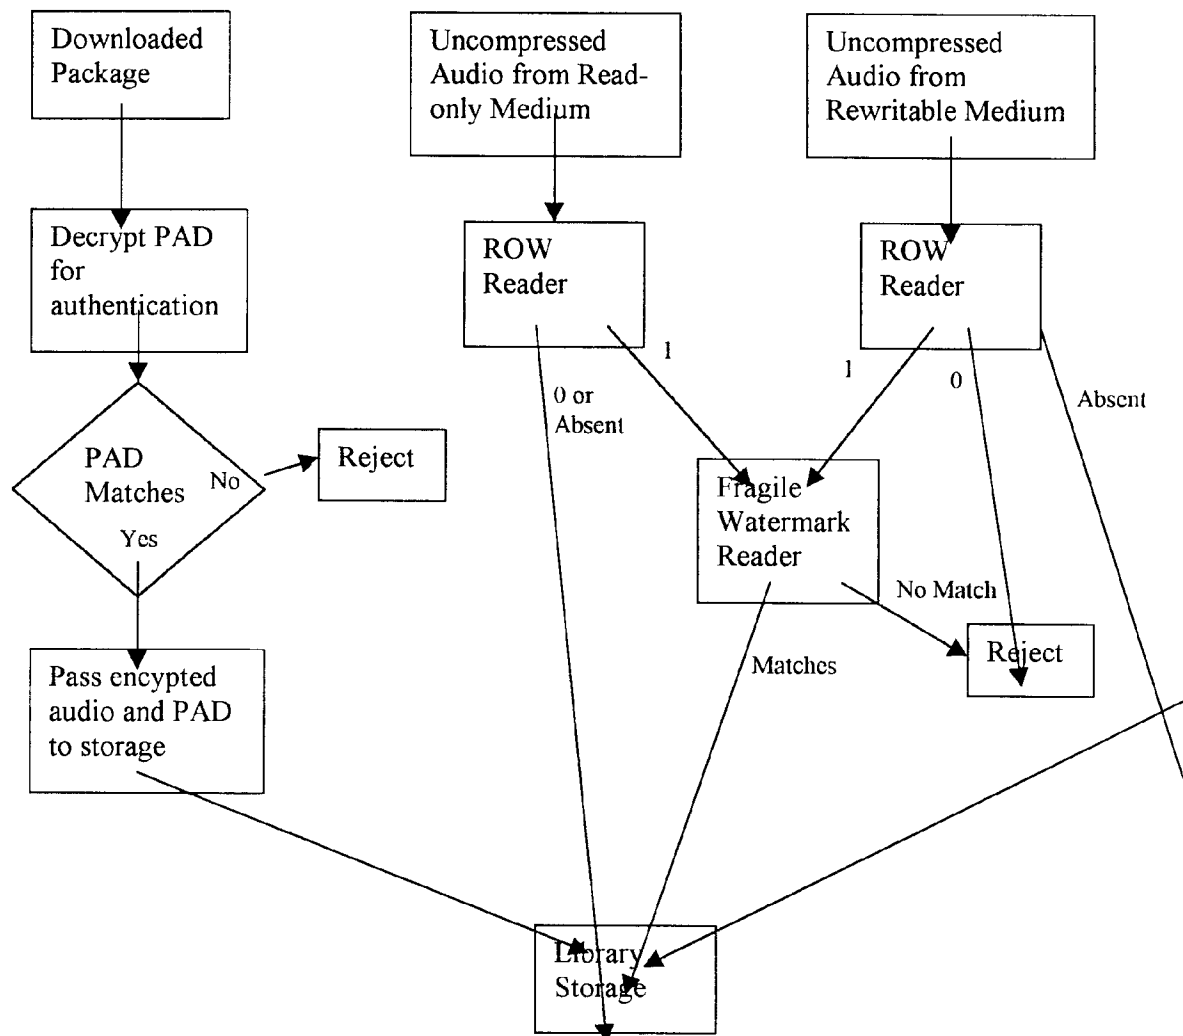 Downloaded
Package
Uncompressed
Audio from Read-
only Medium
Uncompressed
Audio from
Rewritable Medium
Decrypt PAD
for
authentication
ROW
Reader
ROW
Reader
1
0 or
Absent
1
0
Absent
PAD
Matches
No
Yes
Reject
Fragile
Watermark
Reader
No Match
Matches
Reject
Pass encypted
audio and PAD
to storage
Library
Storage